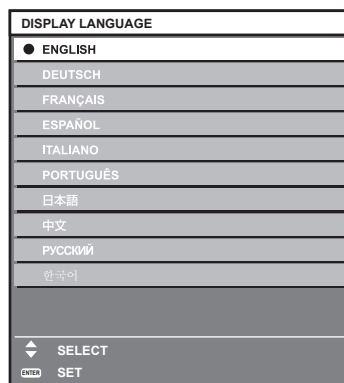 DISPLAY LANGUAGE
ENGLISH
DEUTSCH
FRANÇAIS
ESPAÑOL
ITALIANO
PORTUGUÊS
日本語
中文
РУССКИЙ
한국어
SELECT
ENTER SET